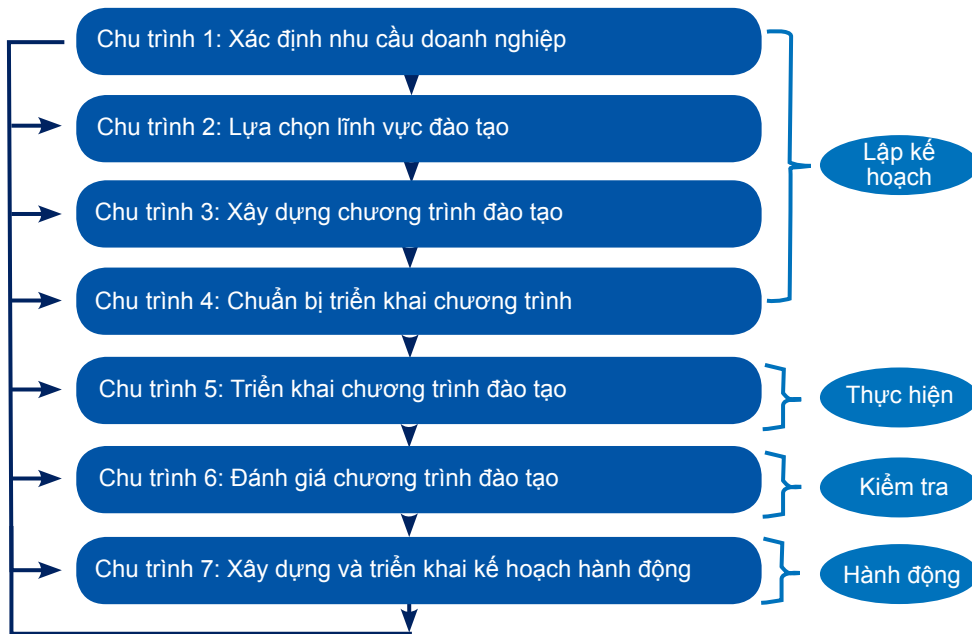 Chu trình 1: Xác định nhu cầu doanh nghiệp
Chu trình 2: Lựa chọn lĩnh vực đào tạo
Chu trình 3: Xây dựng chương trình đào tạo
Chu trình 4: Chuẩn bị triển khai chương trình
Lập kế
hoạch
Chu trình 5: Triển khai chương trình đào tạo
Thực hiện
Chu trình 6: Đánh giá chương trình đào tạo
Kiểm tra
Chu trình 7: Xây dựng và triển khai kế hoạch hành động
Hành động